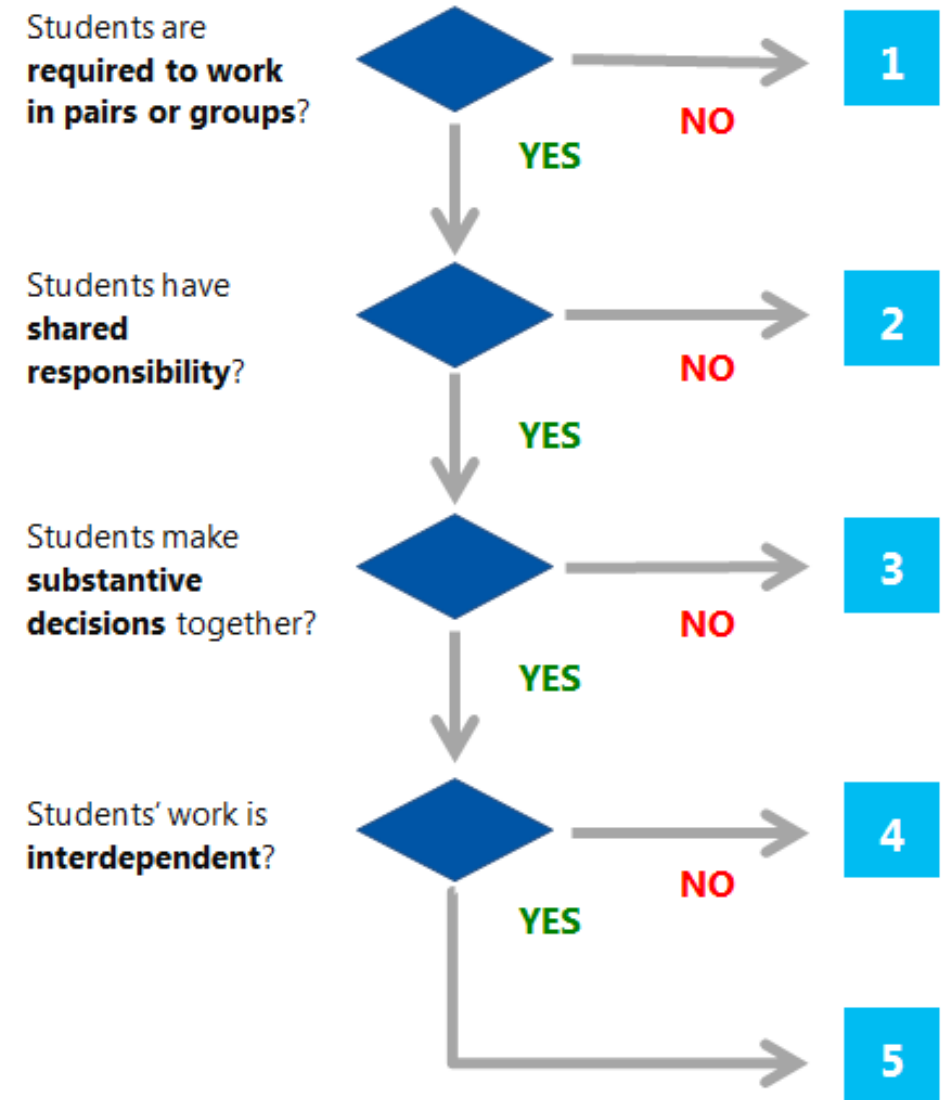 Students are
required to work
in pairs or groups?
1
NO
YES
Students have
shared
responsibility?
2
NO
YES
Students make
substantive
decisions together?
3
NO
YES
Students’ work is
interdependent?
4
NO
YES
5